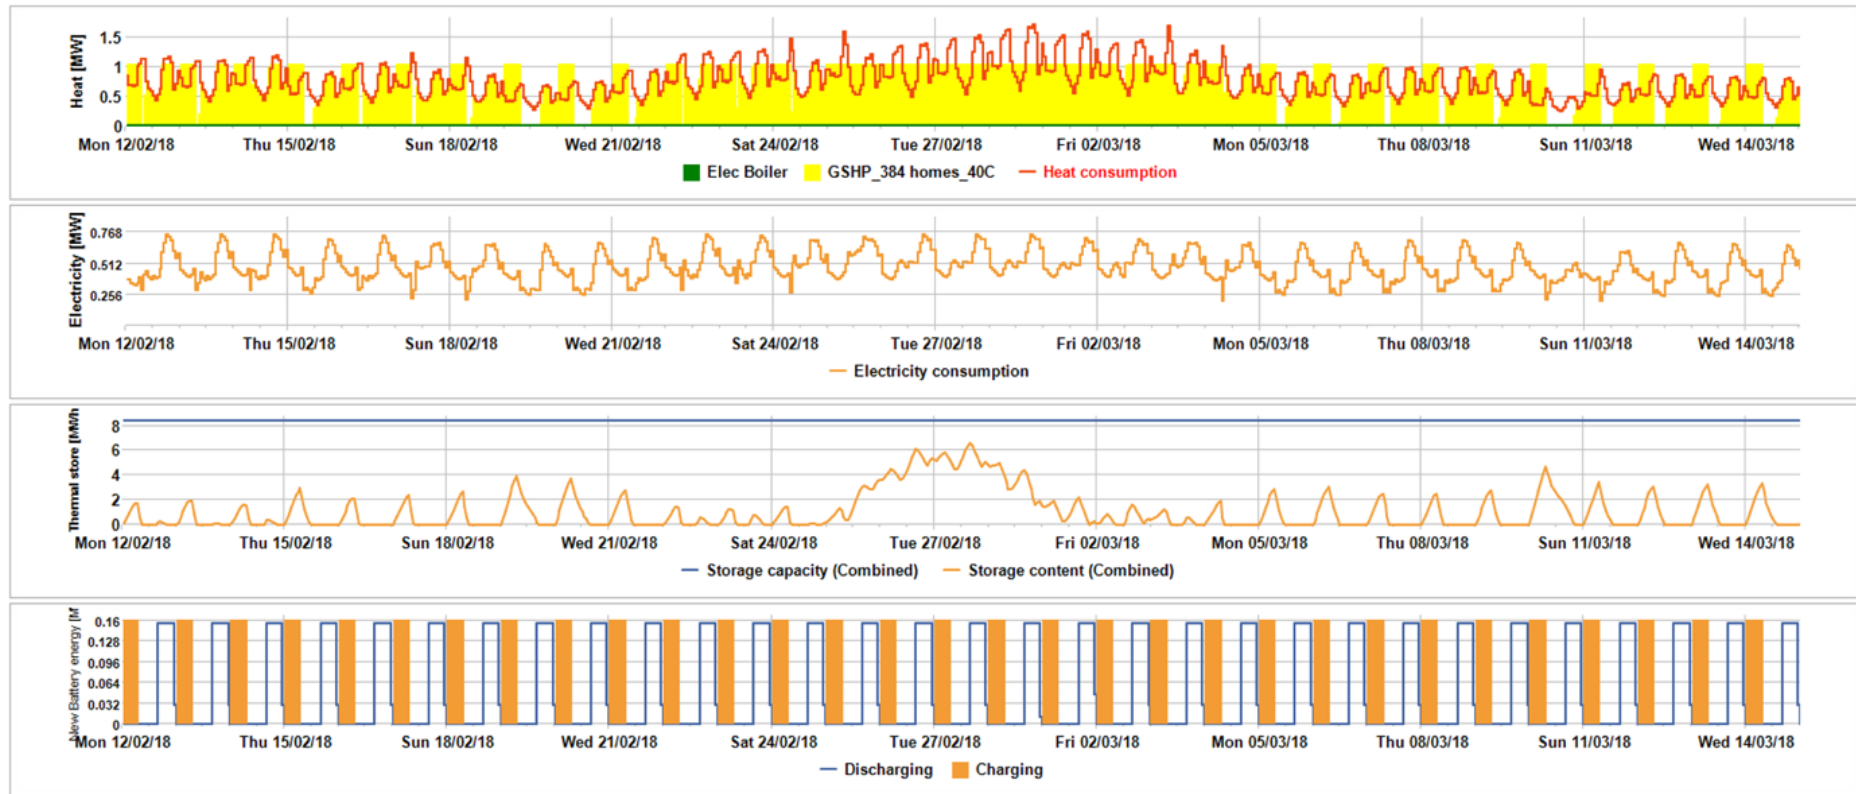 Heat [MW]
1.5
1
0.5
0
Mon 12/02/18 Thu 15/02/18 Sun 18/02/18 Wed 21/02/18 Sat 24/02/18 Tue 27/02/18 Fri 02/03/18 Mon 05/03/18 Thu 08/03/18 Sun 11/03/18 Wed 14/03/18
Elec Boiler GSHP_384 homes_40C Heat consumption
Electricity [MW]
0.768
0.512
0.256
Mon 12/02/18 Thu 15/02/18 Sun 18/02/18 Wed 21/02/18 Sat 24/02/18 Tue 27/02/18 Fri 02/03/18 Mon 05/03/18 Thu 08/03/18 Sun 11/03/18 Wed 14/03/18
Electricity consumption
Thermal store [MWh
8
6
4
2
0
Mon 12/02/18 Thu 15/02/18 Sun 18/02/18 Wed 21/02/18 Sat 24/02/18 Tue 27/02/18 Fri 02/03/18 Mon 05/03/18 Thu 08/03/18 Sun 11/03/18 Wed 14/03/18
Storage capacity (Combined) Storage content (Combined)
New Battery energy [M
0.16
0.128
0.096
0.064
0.032
0
Mon 12/02/18 Thu 15/02/18 Sun 18/02/18 Wed 21/02/18 Sat 24/02/18 Tue 27/02/18 Fri 02/03/18 Mon 05/03/18 Thu 08/03/18 Sun 11/03/18 Wed 14/03/18
Discharging Charging